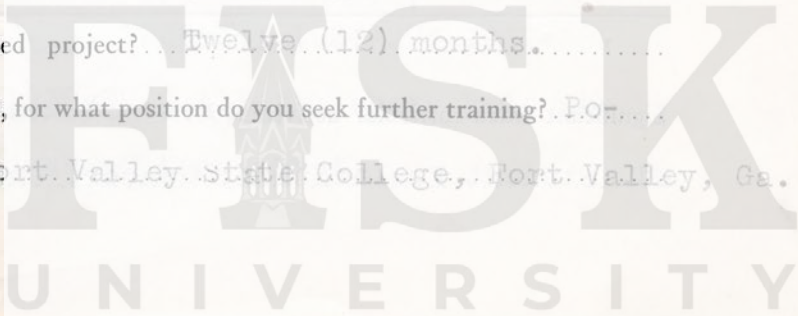 ed project? Twelve (12) months.
, for what position do you seek further training? Po-
ort Valley State College, Fort Valley, Ga.
FISK
UNIVERSITY